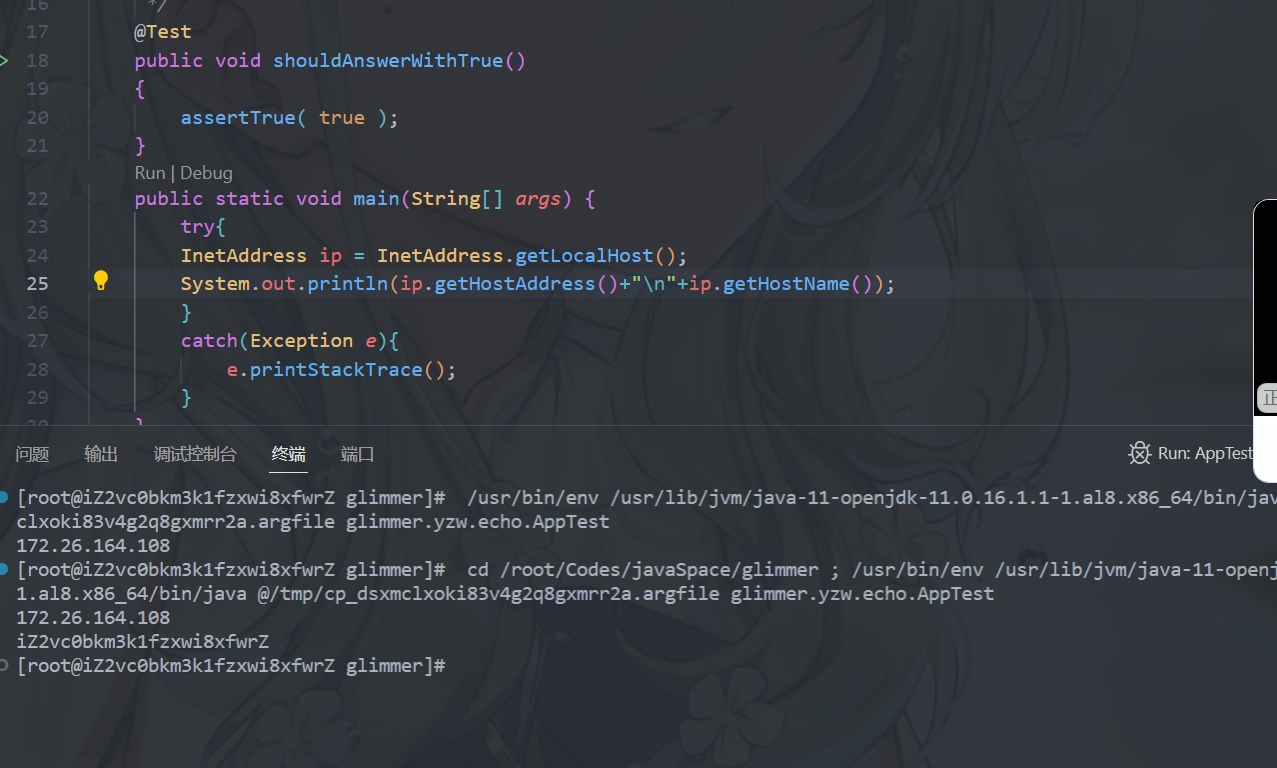 16 */
17 @Test
18 public void shouldAnswerWithTrue()
19 {
20 assertTrue( true );
21 }
Run | Debug
22 public static void main(String[] args) {
23 try{
24 InetAddress ip = InetAddress.getLocalHost();
25 System.out.println(ip.getHostAddress()+"\n"+ip.getHostName());
26 }
27 catch(Exception e){
28 e.printStackTrace();
29 }
}
正
问题 输出 调试控制台 终端 端口 Run: AppTest
[root@iZ2vc0bkm3k1fzxwi8xfwrZ glimmer]# /usr/bin/env /usr/lib/jvm/java-11-openjdk-11.0.16.1.1-1.al8.x86_64/bin/jav
clxoki83v4g2q8gxmrr2a.argfile glimmer.yzw.echo.AppTest
172.26.164.108
[root@iZ2vc0bkm3k1fzxwi8xfwrZ glimmer]# cd /root/Codes/javaSpace/glimmer ; /usr/bin/env /usr/lib/jvm/java-11-openj
1.al8.x86_64/bin/java @/tmp/cp_dsxmclxoki83v4g2q8gxmrr2a.argfile glimmer.yzw.echo.AppTest
172.26.164.108
iZ2vc0bkm3k1fzxwi8xfwrZ
[root@iZ2vc0bkm3k1fzxwi8xfwrZ glimmer]#